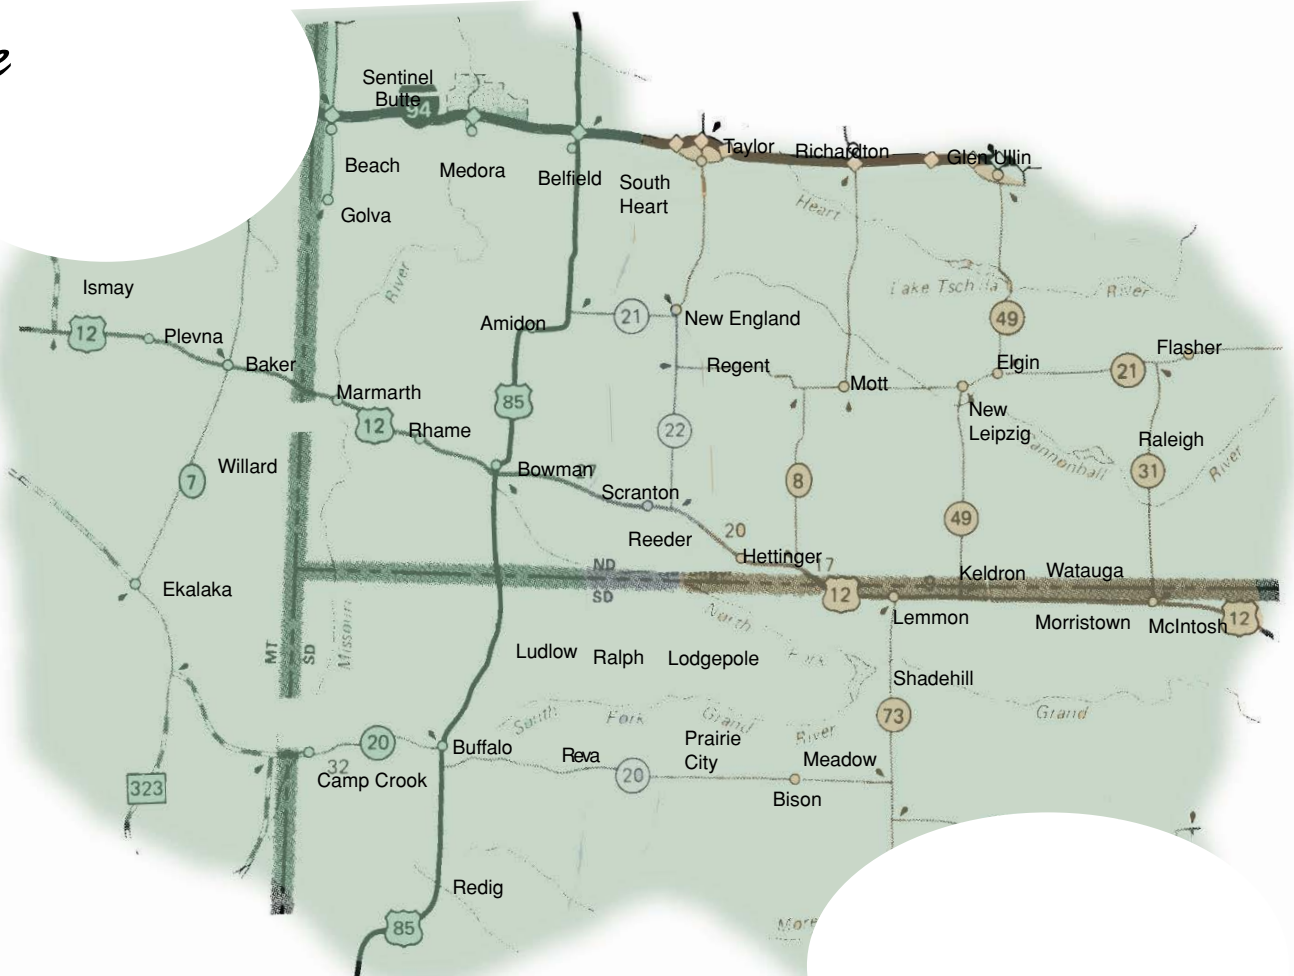 e
Sentinel
Butte
94
Taylor
Richardton
Glen Ullin
Beach
Medora
Belfield
South
Heart
Golva
Heart
River
Ismay
Lake Tschida
River
12
Plevna
Amidon
21
New England
49
Baker
Regent
Elgin
Flasher
Marmarth
85
Mott
21
12
Rhame
22
New
Leipzig
Raleigh
Cannonball
River
7
Willard
Bowman
27
8
31
Scranton
49
20
Reeder
Hettinger
17
ND
SD
Keldron
Watauga
Ekalaka
12
Lemmon
Morristown
McIntosh
12
North
Fork
MT
SD
Missouri
Ludlow
Ralph
Lodgepole
Shadehill
South
Fork
Grand
River
Grand
73
20
Buffalo
Reva
Prairie
City
Meadow
32
Camp Crook
20
Bison
323
Redig
85
More